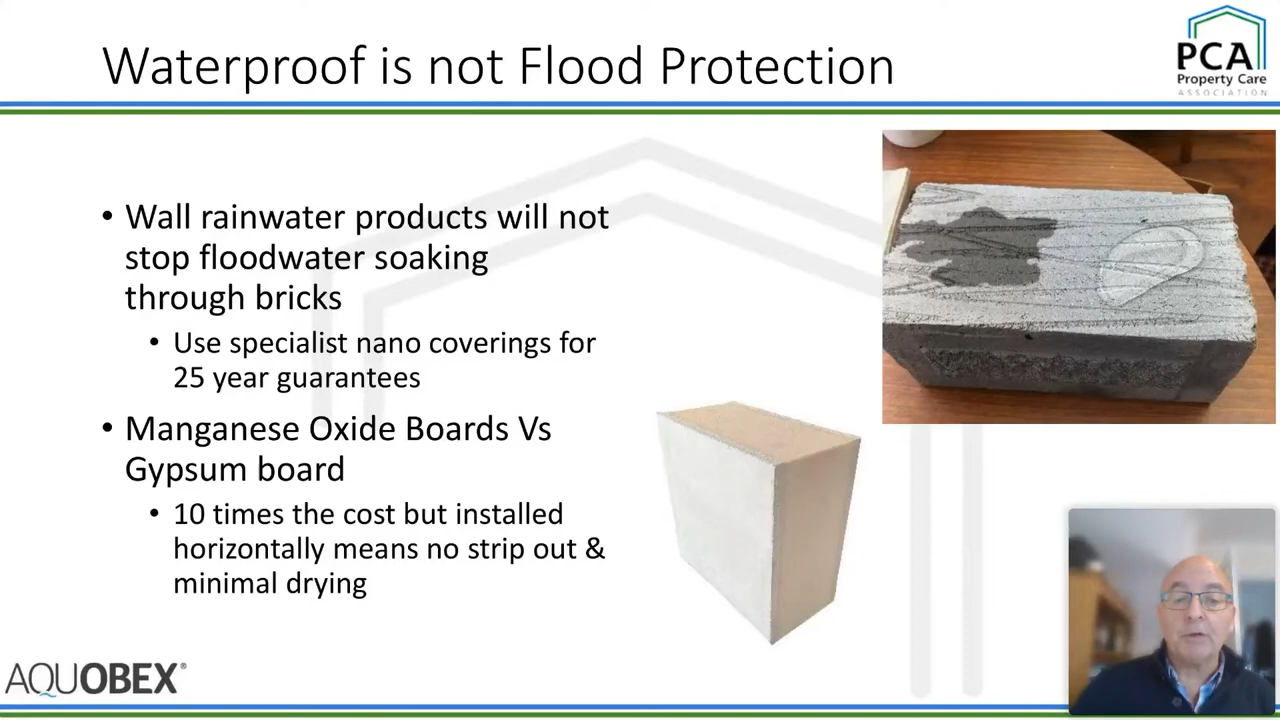 Waterproof is not Flood Protection
PCA
Property Care
ASSOCIATION
• Wall rainwater products will not
stop floodwater soaking
through bricks
• Use specialist nano coverings for
25 year guarantees
• Manganese Oxide Boards Vs
Gypsum board
• 10 times the cost but installed
horizontally means no strip out &
minimal drying
AQUOBEX®